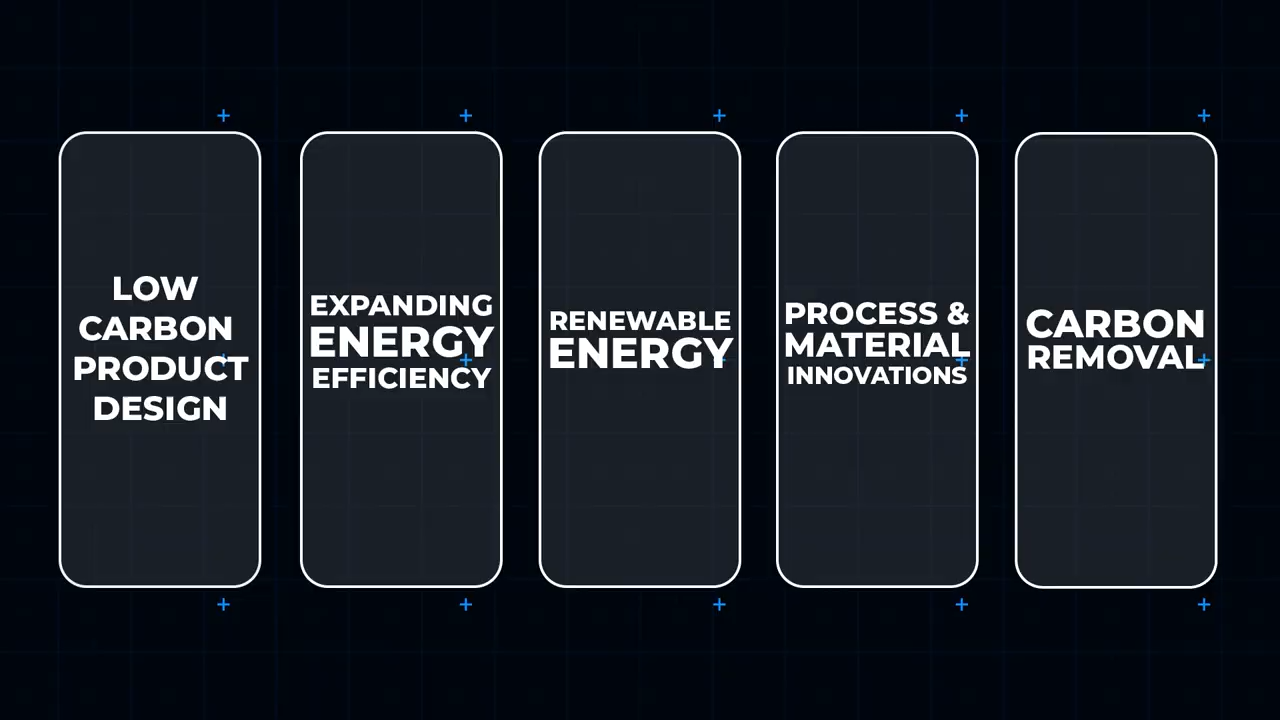 LOW
CARBON
PRODUCT
DESIGN
EXPANDING
ENERGY
EFFICIENCY
RENEWABLE
ENERGY
PROCESS &
MATERIAL
INNOVATIONS
CARBON
REMOVAL